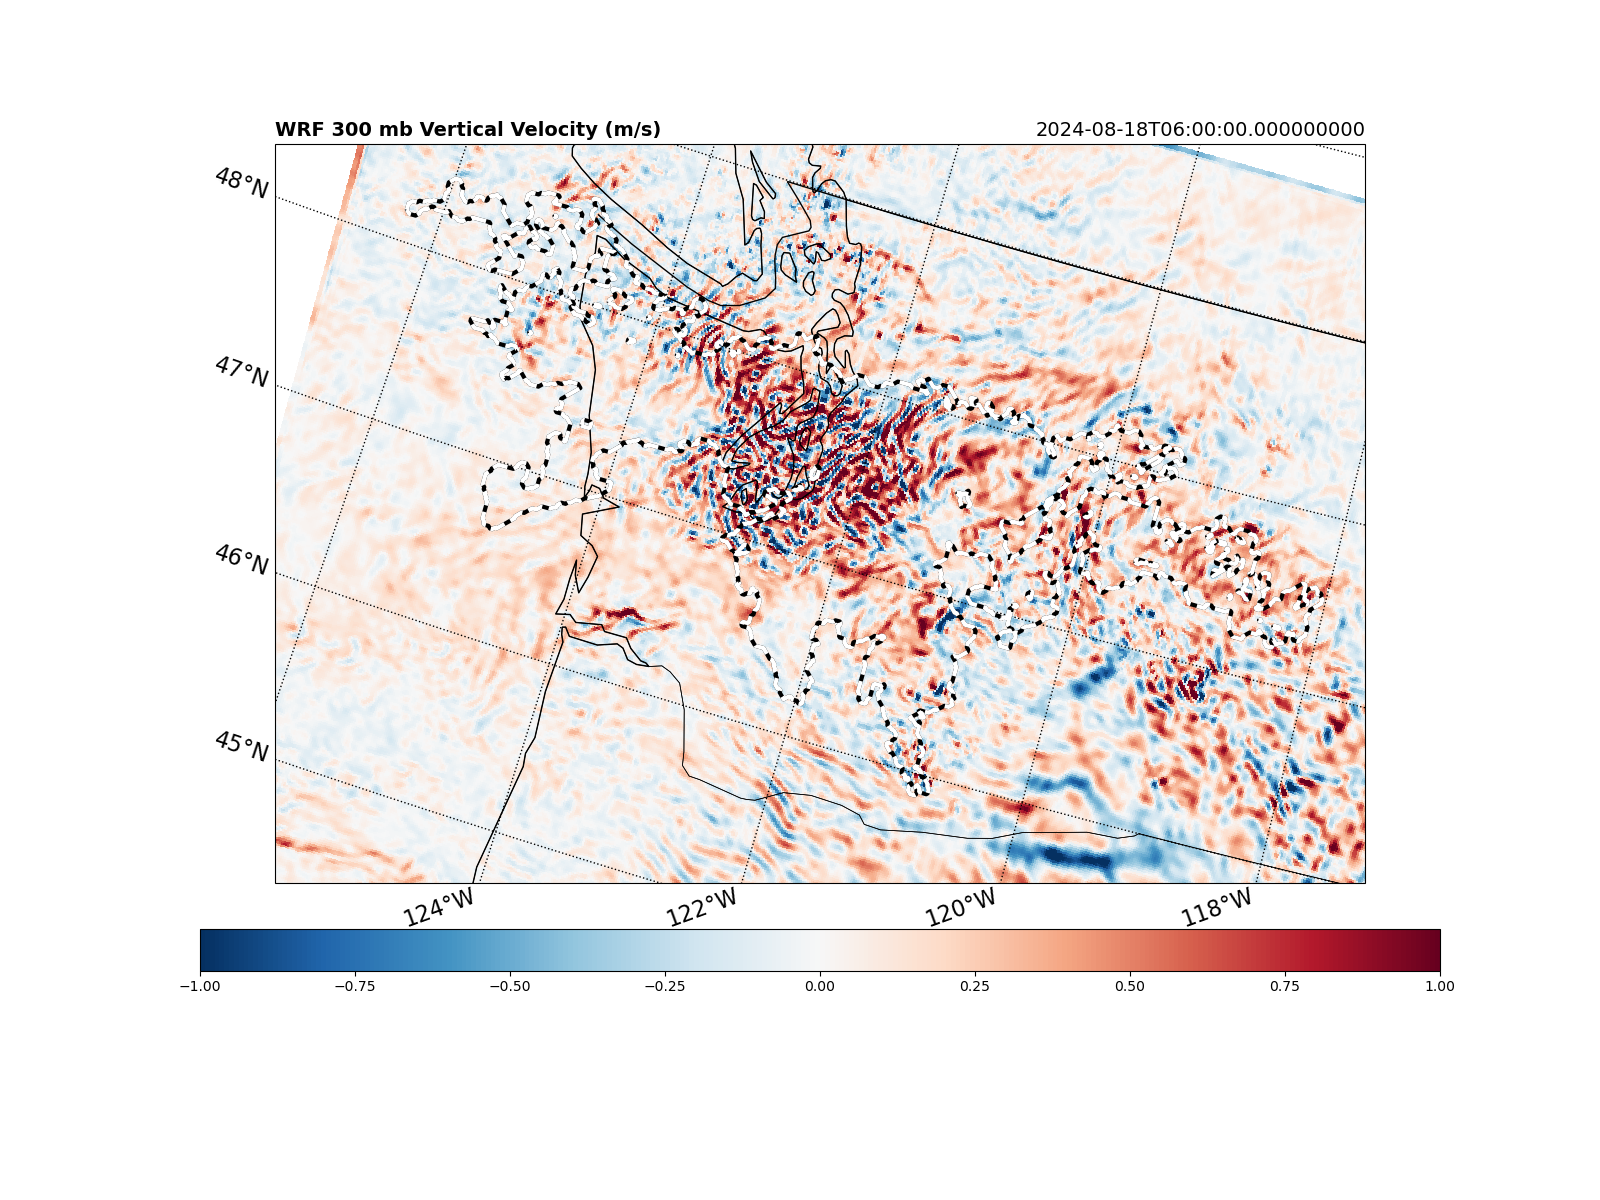 WRF 300 mb Vertical Velocity (m/s)
2024-08-18T06:00:00.000000000
48°N
47°N
46°N
45°N
124°W
122°W
120°W
118°W
−1.00
−0.75
−0.50
−0.25
0.00
0.25
0.50
0.75
1.00